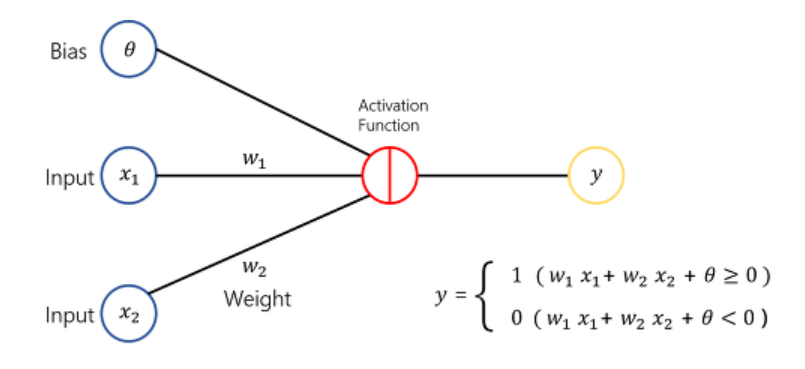 Bias θ
Activation
Function
Input x₁ w₁ y
w₂
Weight
Input x₂
y = { 1 ( w₁ x₁ + w₂ x₂ + θ ≥ 0 )
0 ( w₁ x₁ + w₂ x₂ + θ < 0 )